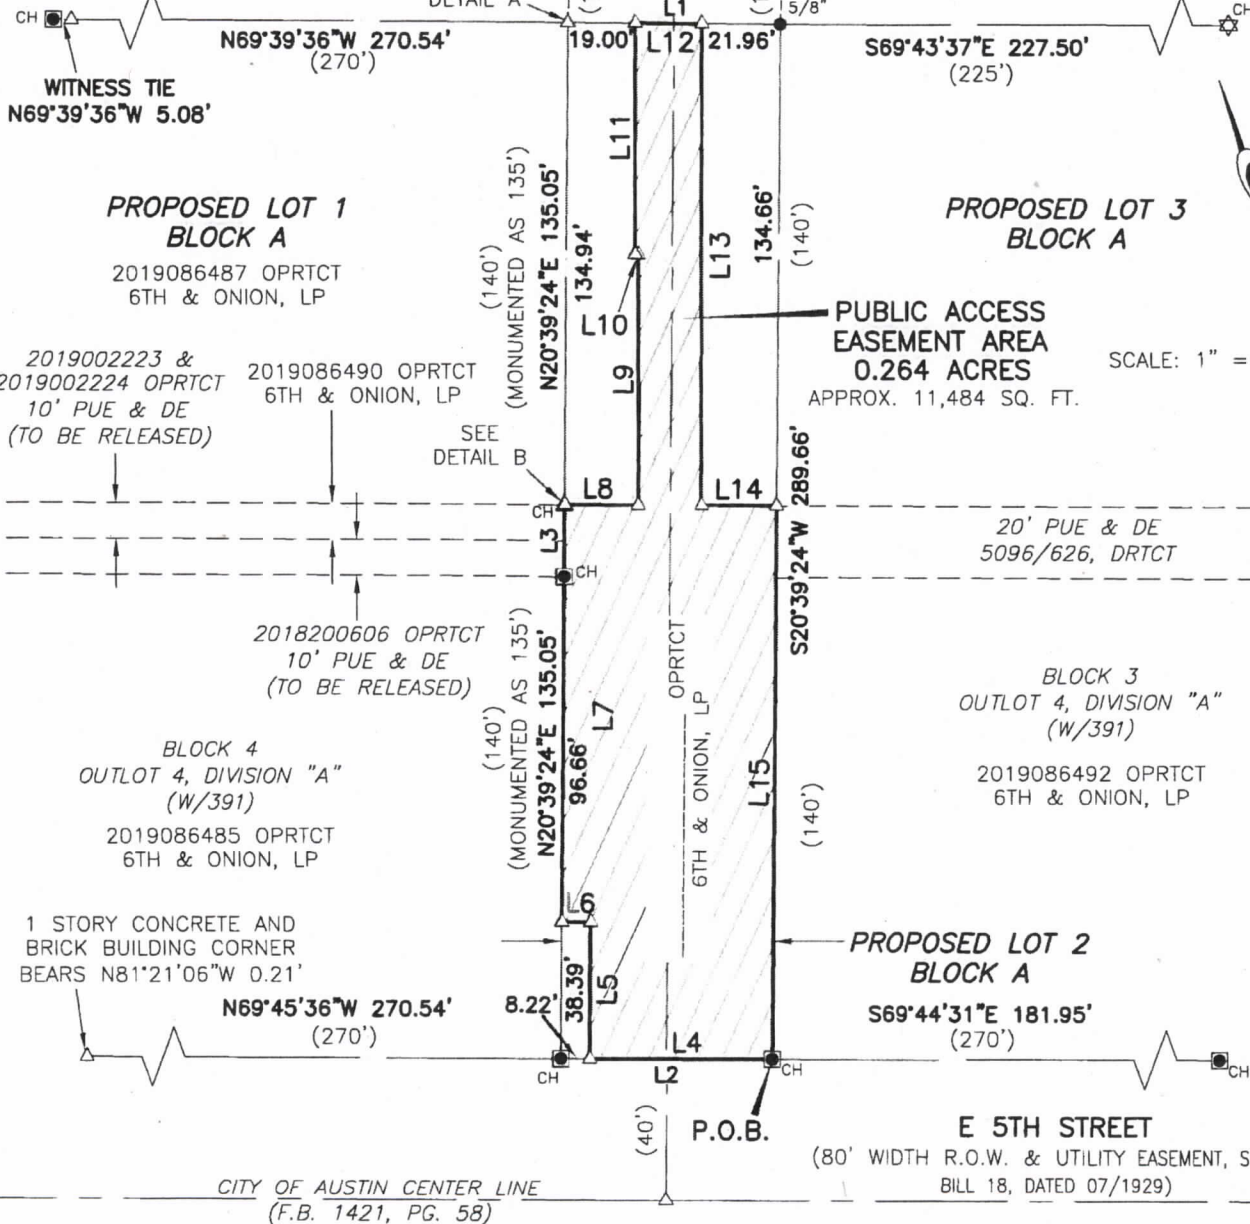 DETAIL A
L1
5/8"
CH
CH
N69°39'36"W 270.54'
(270')
19.00'
L12
21.96'
S69°43'37"E 227.50'
(225')
WITNESS TIE
N69°39'36"W 5.08'
PROPOSED LOT 1
BLOCK A
2019086487 OPRTCT
6TH & ONION, LP
(140')
(MONUMENTED AS 135')
N20°39'24"E 135.05'
134.94'
L11
L10
L9
L13
134.66'
(140')
PROPOSED LOT 3
BLOCK A
PUBLIC ACCESS
EASEMENT AREA
0.264 ACRES
APPROX. 11,484 SQ. FT.
SCALE: 1" =
2019002223 &
2019002224 OPRTCT
10' PUE & DE
(TO BE RELEASED)
2019086490 OPRTCT
6TH & ONION, LP
SEE
DETAIL B
L8
L14
CH
L3
CH
S20°39'24"W 289.66'
20' PUE & DE
5096/626, DRTCT
2018200606 OPRTCT
10' PUE & DE
(TO BE RELEASED)
(140')
(MONUMENTED AS 135')
N20°39'24"E 135.05'
96.66'
L7
OPRTCT
6TH & ONION, LP
L15
(140')
BLOCK 3
OUTLOT 4, DIVISION "A"
(W/391)
2019086492 OPRTCT
6TH & ONION, LP
BLOCK 4
OUTLOT 4, DIVISION "A"
(W/391)
2019086485 OPRTCT
6TH & ONION, LP
L6
1 STORY CONCRETE AND
BRICK BUILDING CORNER
BEARS N81°21'06"W 0.21'
38.39'
L5
8.22'
PROPOSED LOT 2
BLOCK A
N69°45'36"W 270.54'
(270')
S69°44'31"E 181.95'
(270')
L4
CH
L2
CH
CH
(40')
P.O.B.
E 5TH STREET
(80' WIDTH R.O.W. & UTILITY EASEMENT, S
BILL 18, DATED 07/1929)
CITY OF AUSTIN CENTER LINE
(F.B. 1421, PG. 58)